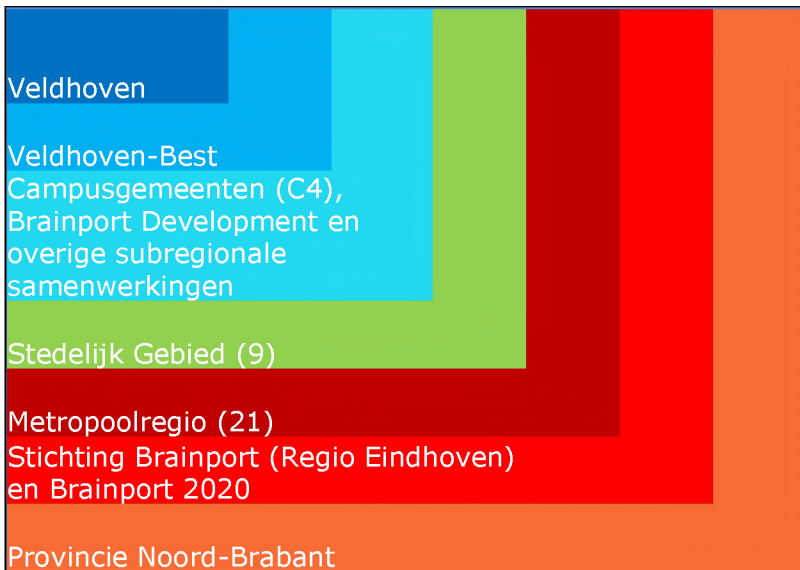 Veldhoven
Veldhoven-Best
Campusgemeenten (C4),
Brainport Development en
overige subregionale
samenwerkingen
Stedelijk Gebied (9)
Metropoolregio (21)
Stichting Brainport (Regio Eindhoven)
en Brainport 2020
Provincie Noord-Brabant